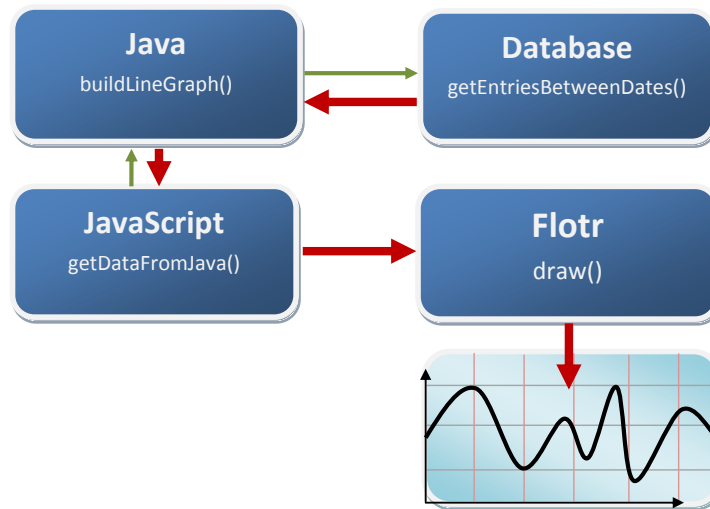 Java
buildLineGraph()
Database
getEntriesBetweenDates()
JavaScript
getDataFromJava()
Flotr
draw()